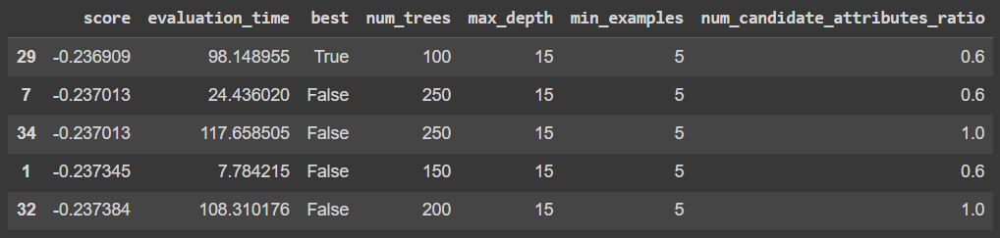 score evaluation_time best num_trees max_depth min_examples num_candidate_attributes_ratio
29 -0.236909 98.148955 True 100 15 5 0.6
7 -0.237013 24.436020 False 250 15 5 0.6
34 -0.237013 117.658505 False 250 15 5 1.0
1 -0.237345 7.784215 False 150 15 5 0.6
32 -0.237384 108.310176 False 200 15 5 1.0